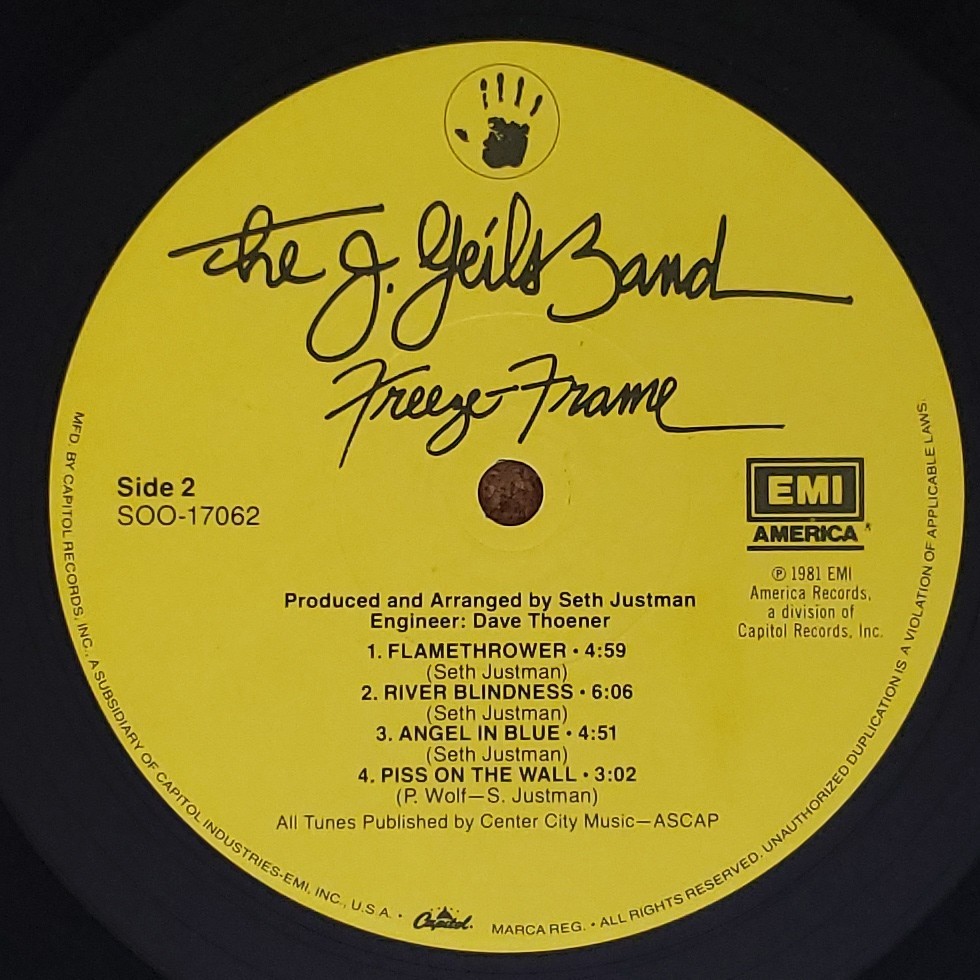 the J. Geils Band
Freeze-Frame
Side 2
SOO-17062
EMI
AMERICA
℗ 1981 EMI
America Records,
a division of
Capitol Records, Inc.
Produced and Arranged by Seth Justman
Engineer: Dave Thoener
1. FLAMETHROWER • 4:59
(Seth Justman)
2. RIVER BLINDNESS • 6:06
(Seth Justman)
3. ANGEL IN BLUE • 4:51
(Seth Justman)
4. PISS ON THE WALL • 3:02
(P. Wolf—S. Justman)
All Tunes Published by Center City Music—ASCAP
MFD. BY CAPITOL RECORDS, INC., A SUBSIDIARY OF CAPITOL INDUSTRIES-EMI, INC., U.S.A. • Capitol. MARCA REG. • ALL RIGHTS RESERVED. UNAUTHORIZED DUPLICATION IS A VIOLATION OF APPLICABLE LAWS.